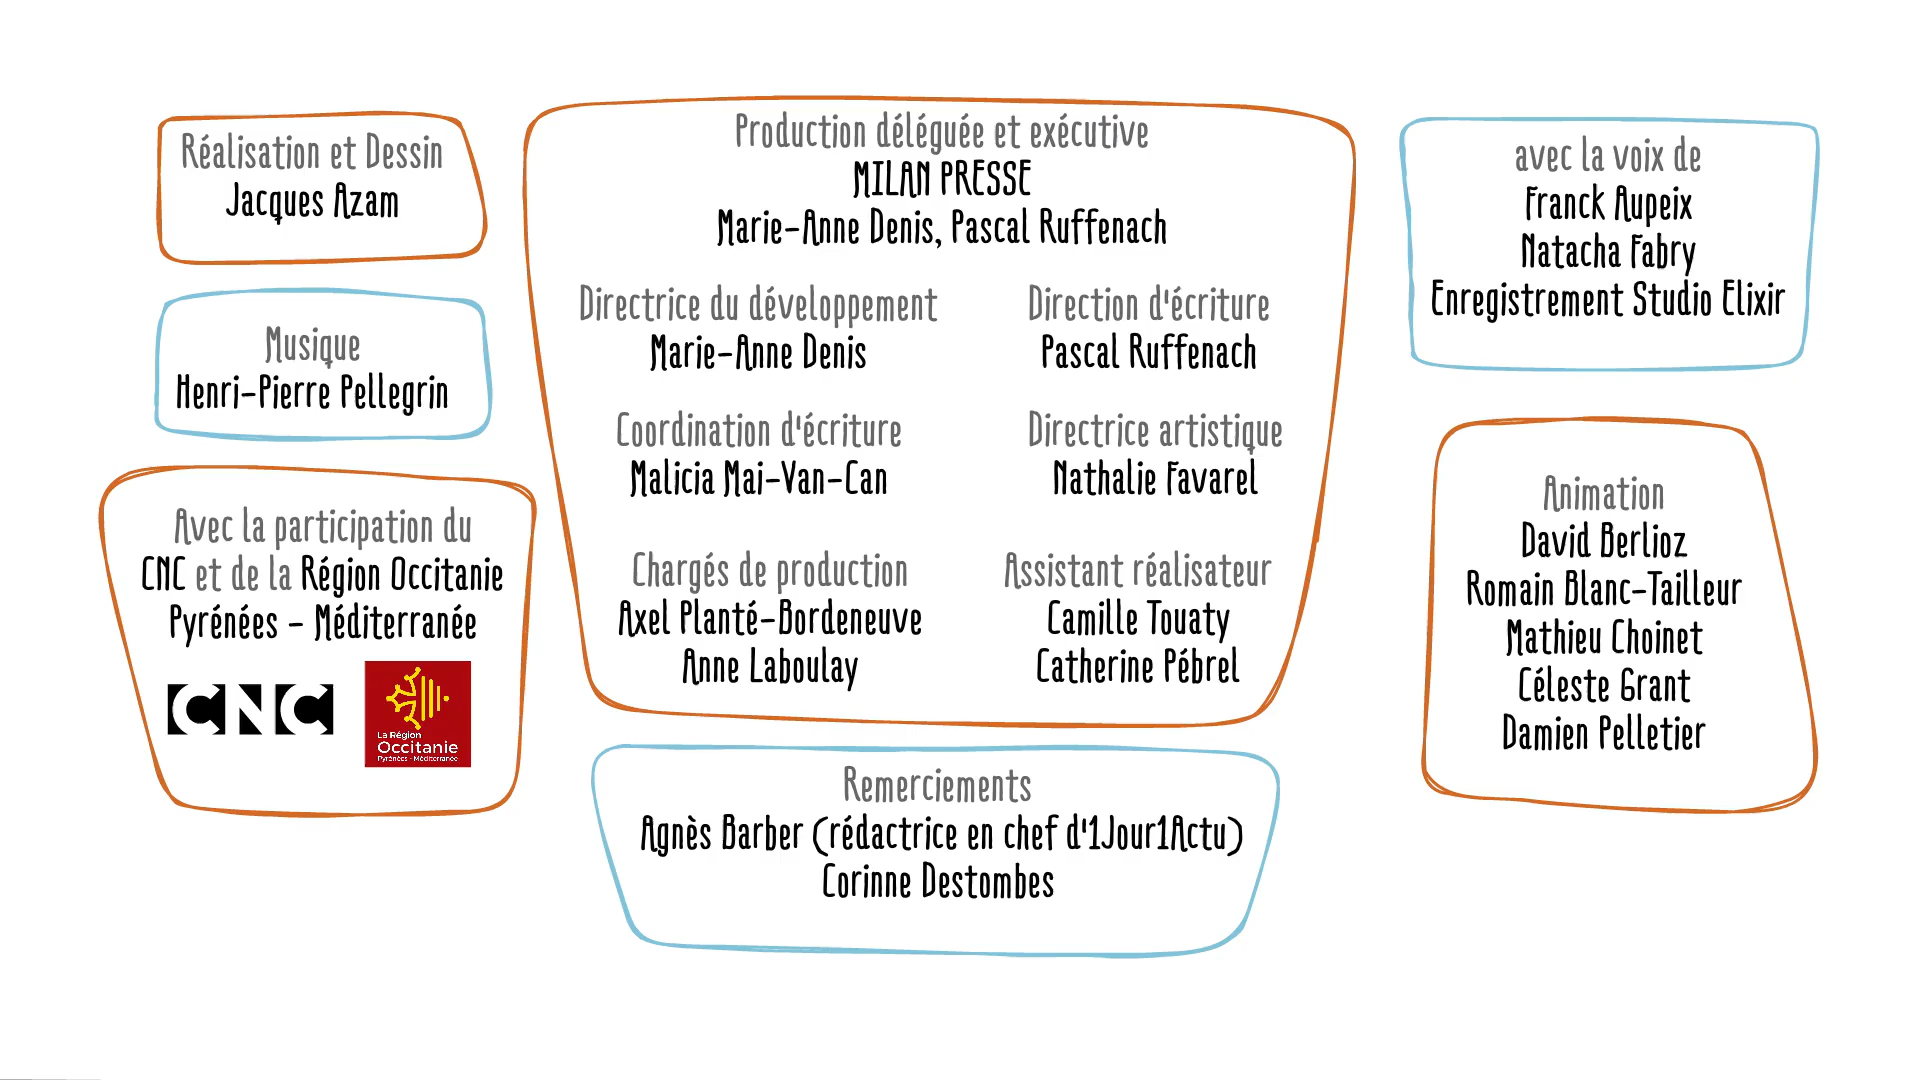 Réalisation et Dessin
Jacques Azam
Musique
Henri-Pierre Pellegrin
Avec la participation du
CNC et de la Région Occitanie
Pyrénées - Méditerranée
CNC
La Région
Occitanie
Pyrénées - Méditerranée
Production déléguée et exécutive
MILAN PRESSE
Marie-Anne Denis, Pascal Ruffenach
Directrice du développement
Marie-Anne Denis
Direction d'écriture
Pascal Ruffenach
Coordination d'écriture
Malicia Mai-Van-Can
Directrice artistique
Nathalie Favarel
Chargés de production
Axel Planté-Bordeneuve
Anne Laboulay
Assistant réalisateur
Camille Touaty
Catherine Pébrel
Remerciements
Agnès Barber (rédactrice en chef d'1Jour1Actu)
Corinne Destombes
avec la voix de
Franck Aupeix
Natacha Fabry
Enregistrement Studio Elixir
Animation
David Berlioz
Romain Blanc-Tailleur
Mathieu Choinet
Céleste Grant
Damien Pelletier